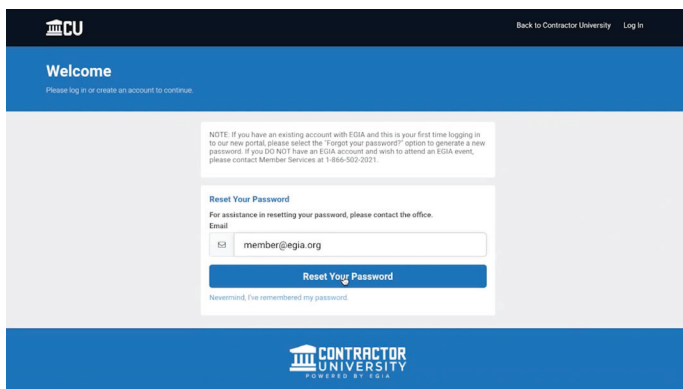 CU
Back to Contractor University Log In
Welcome
Please log in or create an account to continue.
NOTE: If you have an existing account with EGIA and this is your first time logging in
to our new portal, please select the "Forgot your password?" option to generate a new
password. If you DO NOT have an EGIA account and wish to attend an EGIA event,
please contact Member Services at 1-866-502-2021.
Reset Your Password
For assistance in resetting your password, please contact the office.
Email
member@egia.org
Reset Your Password
Nevermind, I've remembered my password.
CONTRACTOR
UNIVERSITY
POWERED BY EGIA